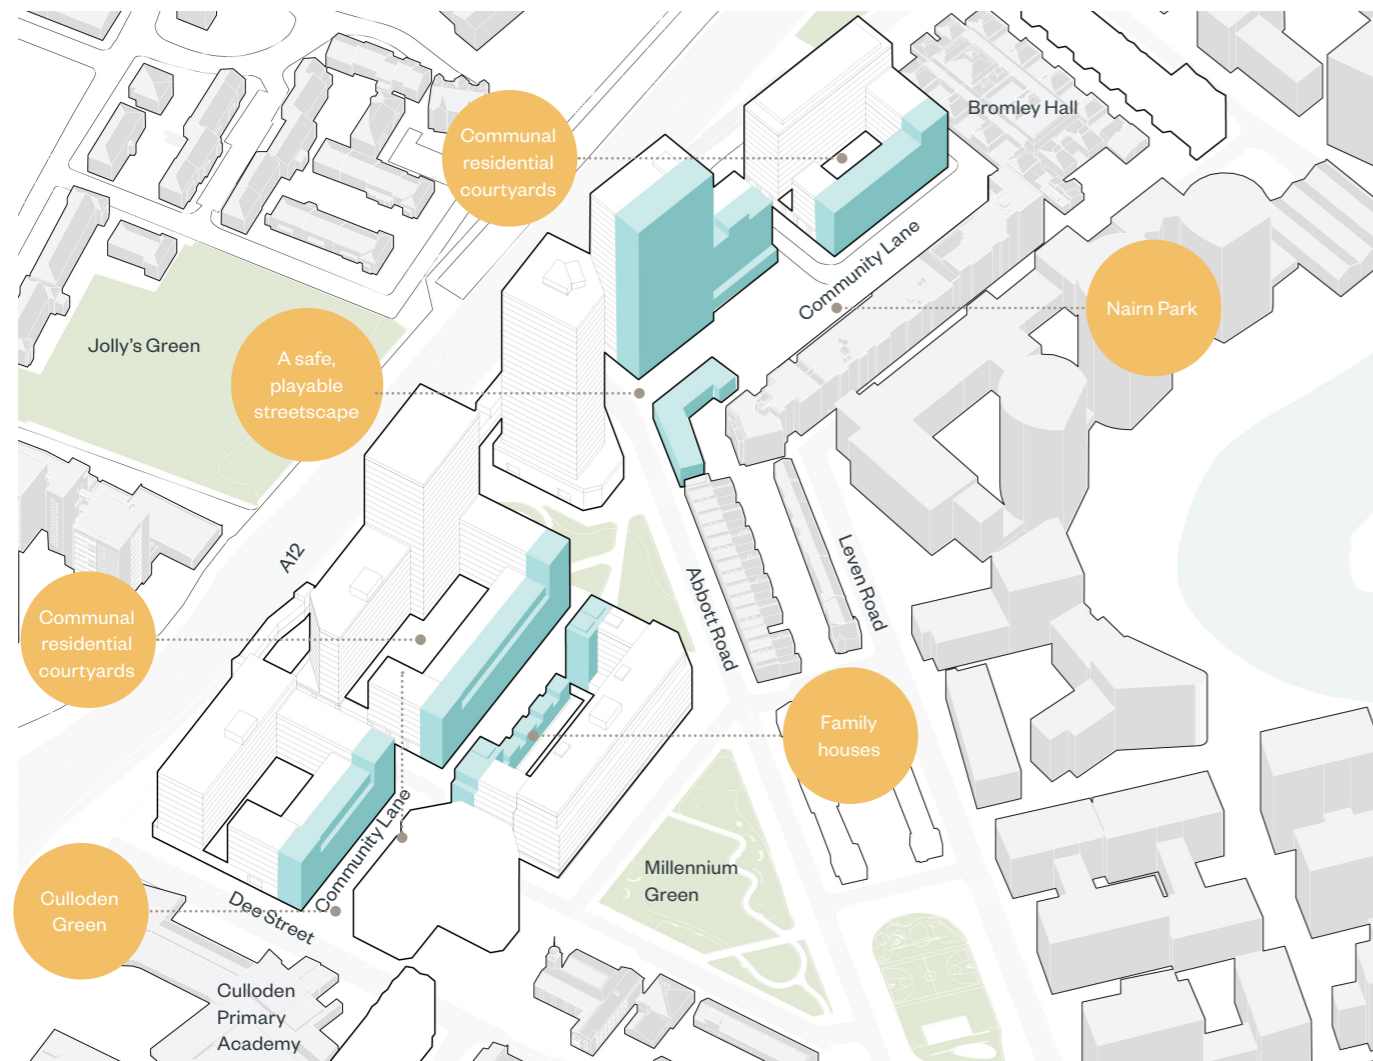 Bromley Hall
Communal
residential
courtyards
Community Lane
Nairn Park
Jolly's Green
A safe,
playable
streetscape
A12
Abbott Road
Leven Road
Communal
residential
courtyards
Family
houses
Community Lane
Millennium
Green
Culloden
Green
Dee Street
Culloden
Primary
Academy